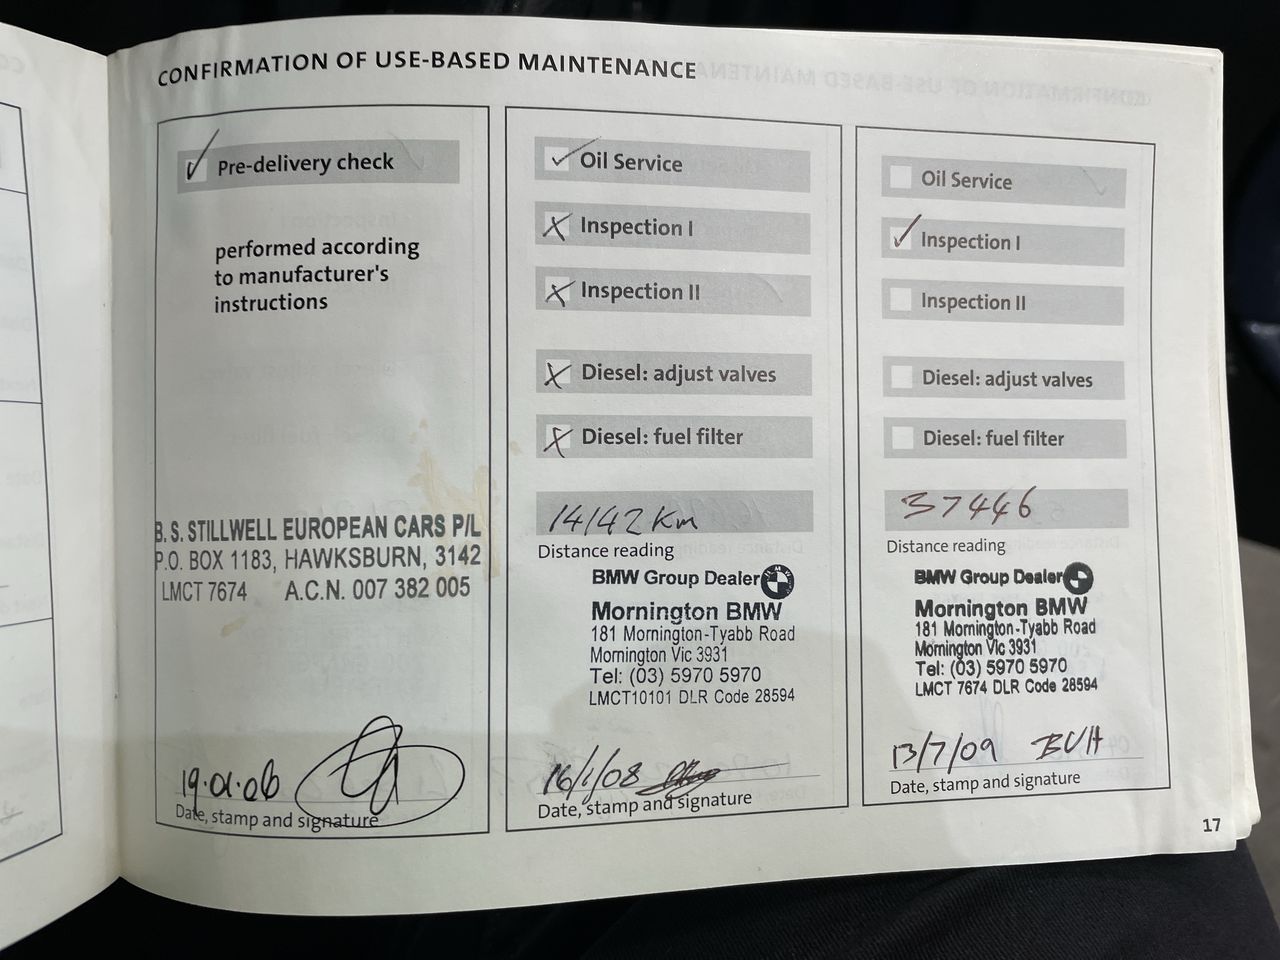 CONFIRMATION OF USE-BASED MAINTENANCE
Pre-delivery check
performed according
to manufacturer's
instructions
B. S. STILLWELL EUROPEAN CARS P/L
P.O. BOX 1183, HAWKSBURN, 3142
LMCT 7674 A.C.N. 007 382 005
19.01.06
Date, stamp and signature
Oil Service
Inspection I
Inspection II
Diesel: adjust valves
Diesel: fuel filter
14142 Km
Distance reading
BMW Group Dealer
Mornington BMW
181 Mornington-Tyabb Road
Mornington Vic 3931
Tel: (03) 5970 5970
LMCT10101 DLR Code 28594
16/1/08
Date, stamp and signature
Oil Service
Inspection I
Inspection II
Diesel: adjust valves
Diesel: fuel filter
37446
Distance reading
BMW Group Dealer
Mornington BMW
181 Mornington-Tyabb Road
Mornington Vic 3931
Tel: (03) 5970 5970
LMCT 7674 DLR Code 28594
13/7/09
Date, stamp and signature
17